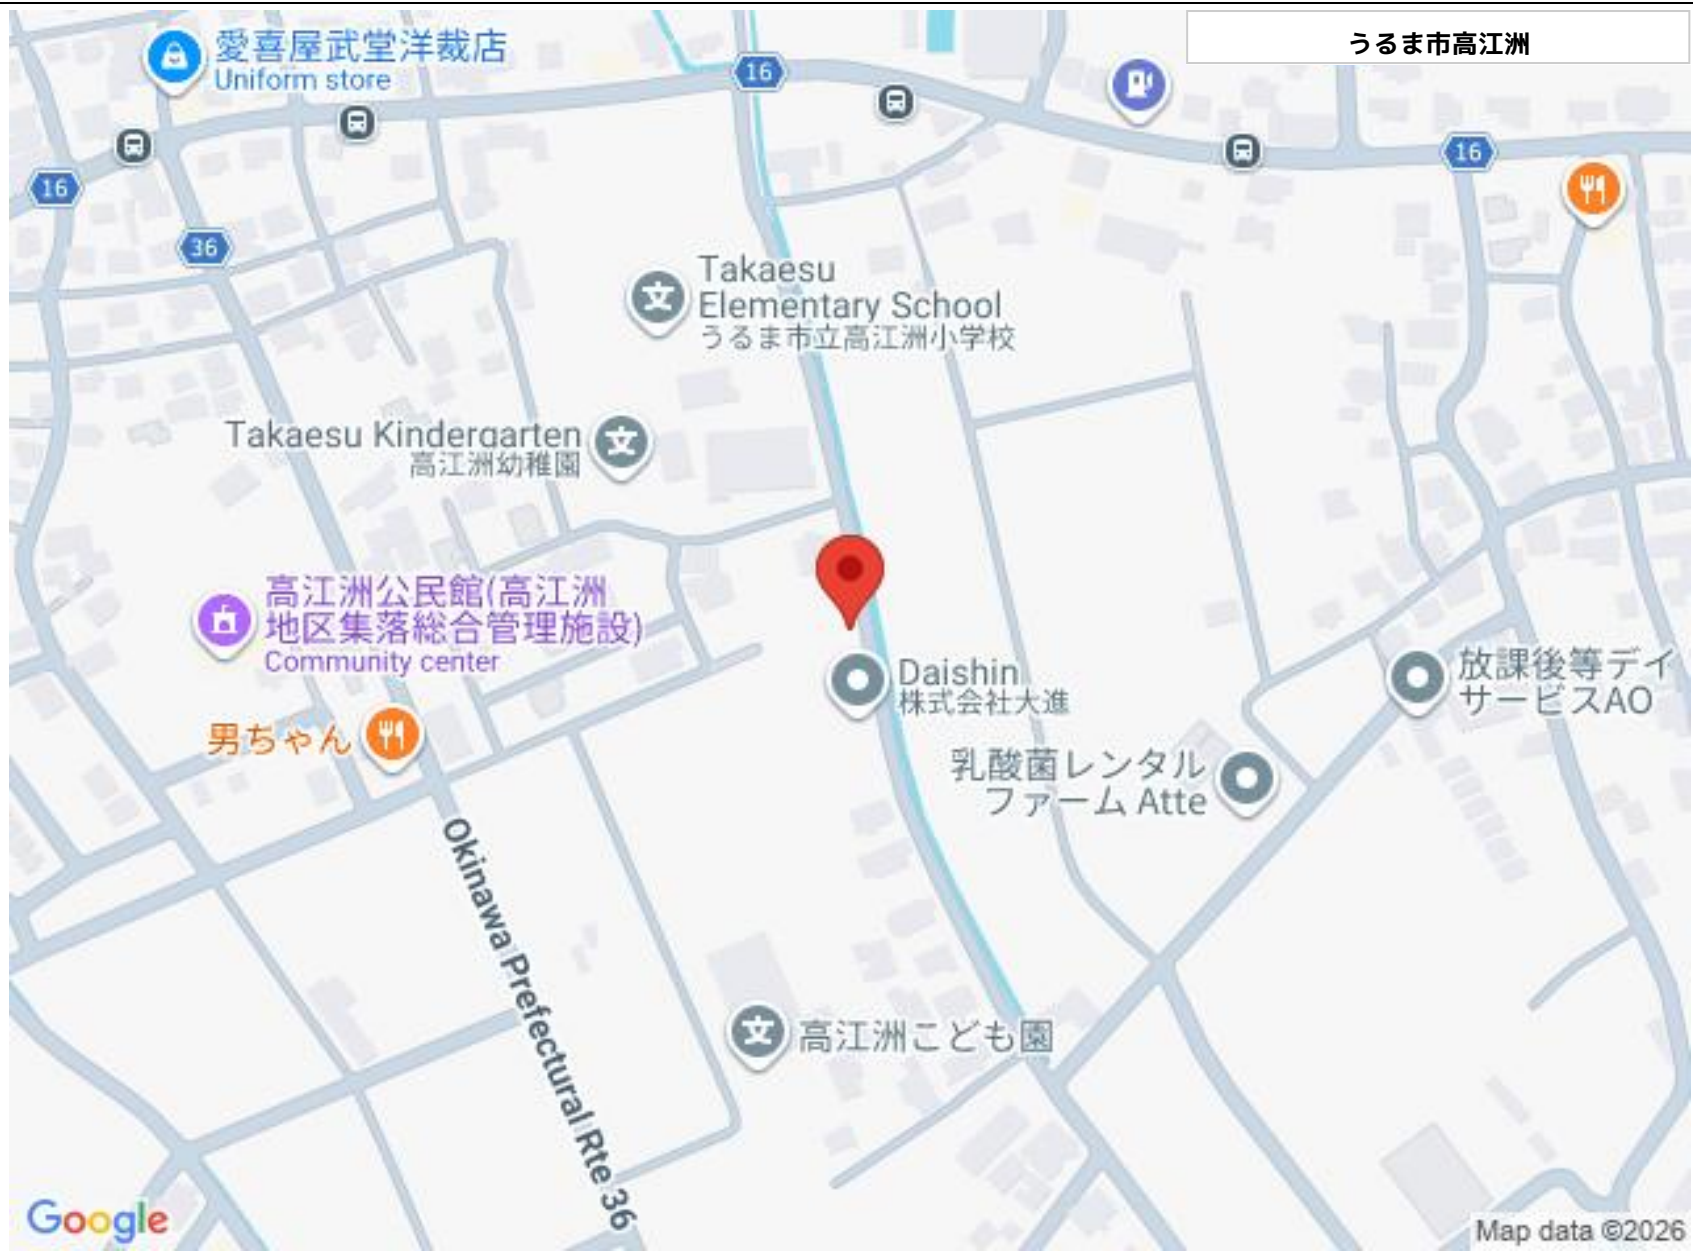 うるま市高江洲
愛喜屋武堂洋裁店
Uniform store
16
16
16
36
Takaesu
Elementary School
うるま市立高江洲小学校
Takaesu Kindergarten
高江洲幼稚園
高江洲公民館(高江洲
地区集落総合管理施設)
Community center
Daishin
株式会社大進
放課後等デイ
サービスAO
男ちゃん
乳酸菌レンタル
ファーム Atte
Okinawa Prefectural Rte 36
高江洲こども園
Google
Map data ©2026